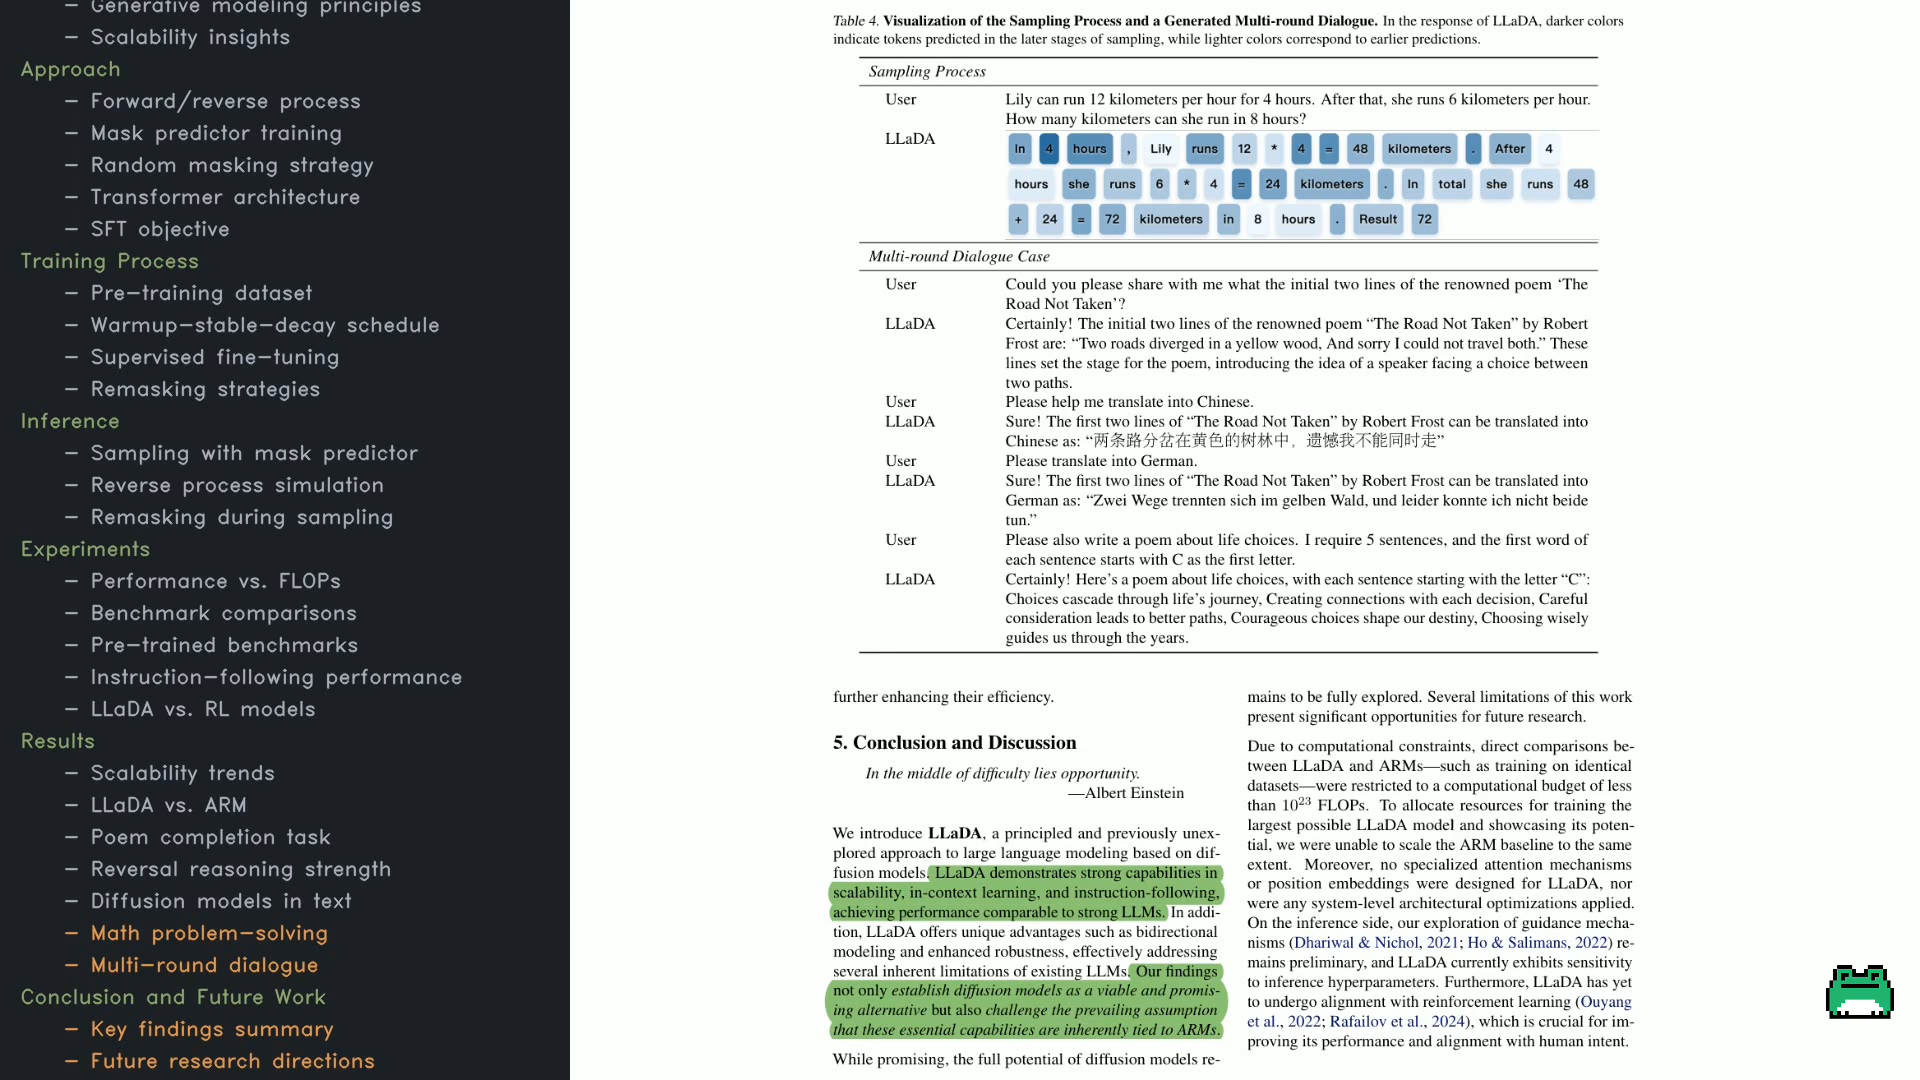 – Generative modeling principles
– Scalability insights
Approach
– Forward/reverse process
– Mask predictor training
– Random masking strategy
– Transformer architecture
– SFT objective
Training Process
– Pre-training dataset
– Warmup-stable-decay schedule
– Supervised fine-tuning
– Remasking strategies
Inference
– Sampling with mask predictor
– Reverse process simulation
– Remasking during sampling
Experiments
– Performance vs. FLOPs
– Benchmark comparisons
– Pre-trained benchmarks
– Instruction-following performance
– LLaDA vs. RL models
Results
– Scalability trends
– LLaDA vs. ARM
– Poem completion task
– Reversal reasoning strength
– Diffusion models in text
– Math problem-solving
– Multi-round dialogue
Conclusion and Future Work
– Key findings summary
– Future research directions
Table 4. Visualization of the Sampling Process and a Generated Multi-round Dialogue. In the response of LLaDA, darker colors
indicate tokens predicted in the later stages of sampling, while lighter colors correspond to earlier predictions.
Sampling Process
User Lily can run 12 kilometers per hour for 4 hours. After that, she runs 6 kilometers per hour.
How many kilometers can she run in 8 hours?
LLaDA In 4 hours , Lily runs 12 * 4 = 48 kilometers . After 4
hours she runs 6 * 4 = 24 kilometers . In total she runs 48
+ 24 = 72 kilometers in 8 hours . Result 72
Multi-round Dialogue Case
User Could you please share with me what the initial two lines of the renowned poem ‘The
Road Not Taken’?
LLaDA Certainly! The initial two lines of the renowned poem “The Road Not Taken” by Robert
Frost are: “Two roads diverged in a yellow wood, And sorry I could not travel both.” These
lines set the stage for the poem, introducing the idea of a speaker facing a choice between
two paths.
User Please help me translate into Chinese.
LLaDA Sure! The first two lines of “The Road Not Taken” by Robert Frost can be translated into
Chinese as: “两条路分岔在黄色的树林中，遗憾我不能同时走”
User Please translate into German.
LLaDA Sure! The first two lines of “The Road Not Taken” by Robert Frost can be translated into
German as: “Zwei Wege trennten sich im gelben Wald, und leider konnte ich nicht beide
tun.”
User Please also write a poem about life choices. I require 5 sentences, and the first word of
each sentence starts with C as the first letter.
LLaDA Certainly! Here’s a poem about life choices, with each sentence starting with the letter “C”:
Choices cascade through life’s journey, Creating connections with each decision, Careful
consideration leads to better paths, Courageous choices shape our destiny, Choosing wisely
guides us through the years.
further enhancing their efficiency.
5. Conclusion and Discussion
In the middle of difficulty lies opportunity.
—Albert Einstein
We introduce LLaDA, a principled and previously unex-
plored approach to large language modeling based on dif-
fusion models. LLaDA demonstrates strong capabilities in
scalability, in-context learning, and instruction-following,
achieving performance comparable to strong LLMs. In addi-
tion, LLaDA offers unique advantages such as bidirectional
modeling and enhanced robustness, effectively addressing
several inherent limitations of existing LLMs. Our findings
not only establish diffusion models as a viable and promis-
ing alternative but also challenge the prevailing assumption
that these essential capabilities are inherently tied to ARMs.
While promising, the full potential of diffusion models re-
mains to be fully explored. Several limitations of this work
present significant opportunities for future research.
Due to computational constraints, direct comparisons be-
tween LLaDA and ARMs—such as training on identical
datasets—were restricted to a computational budget of less
than 10²³ FLOPs. To allocate resources for training the
largest possible LLaDA model and showcasing its poten-
tial, we were unable to scale the ARM baseline to the same
extent. Moreover, no specialized attention mechanisms
or position embeddings were designed for LLaDA, nor
were any system-level architectural optimizations applied.
On the inference side, our exploration of guidance mecha-
nisms (Dhariwal & Nichol, 2021; Ho & Salimans, 2022) re-
mains preliminary, and LLaDA currently exhibits sensitivity
to inference hyperparameters. Furthermore, LLaDA has yet
to undergo alignment with reinforcement learning (Ouyang
et al., 2022; Rafailov et al., 2024), which is crucial for im-
proving its performance and alignment with human intent.